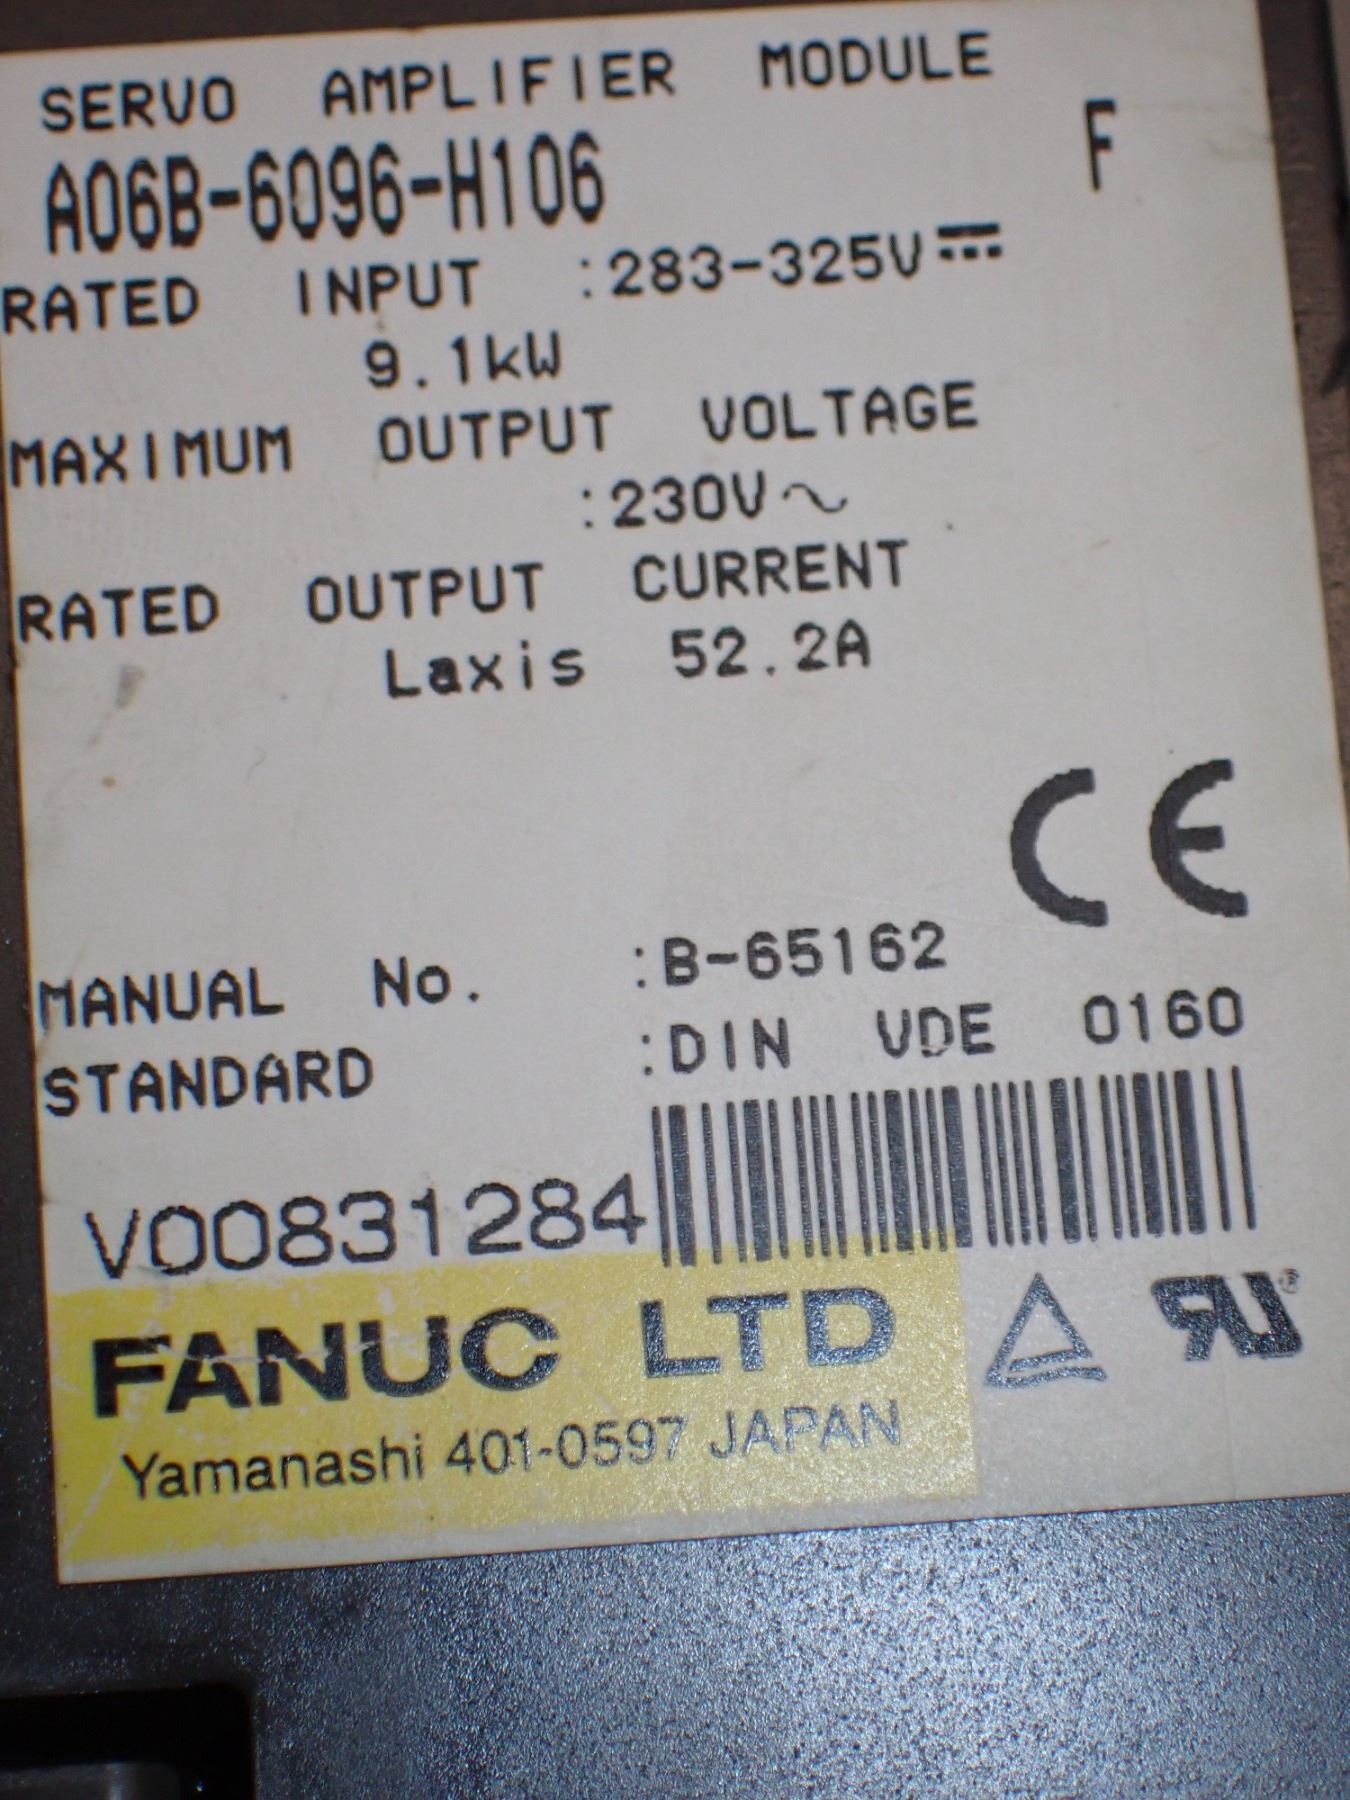 SERVO AMPLIFIER MODULE
A06B-6096-H106 F
RATED INPUT :283-325V⎓
9.1kW
MAXIMUM OUTPUT VOLTAGE
:230V~
RATED OUTPUT CURRENT
Laxis 52.2A
CE
MANUAL No. :B-65162
STANDARD :DIN VDE 0160
V00831284
FANUC LTD
Yamanashi 401-0597 JAPAN
RU®